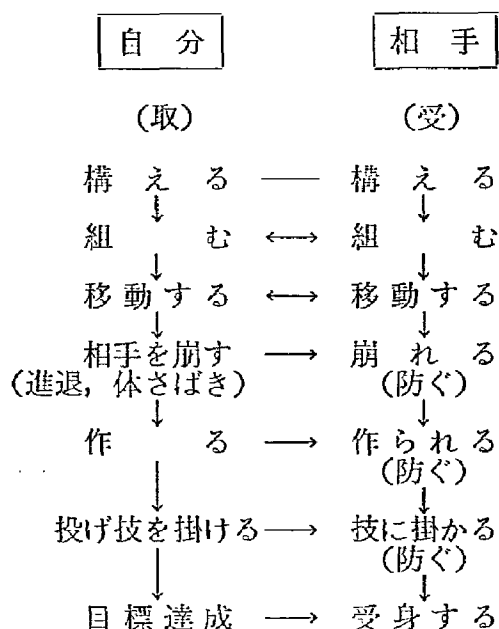 自分 相手
(取) (受)
構える — 構える
↓ ↓
組む ↔ 組む
↓ ↓
移動する ↔ 移動する
↓ ↓
相手を崩す → 崩れる
(進退,体さばき) (防ぐ)
↓ ↓
作る → 作られる
(防ぐ)
↓ ↓
投げ技を掛ける → 技に掛かる
(防ぐ)
↓ ↓
目標達成 → 受身する